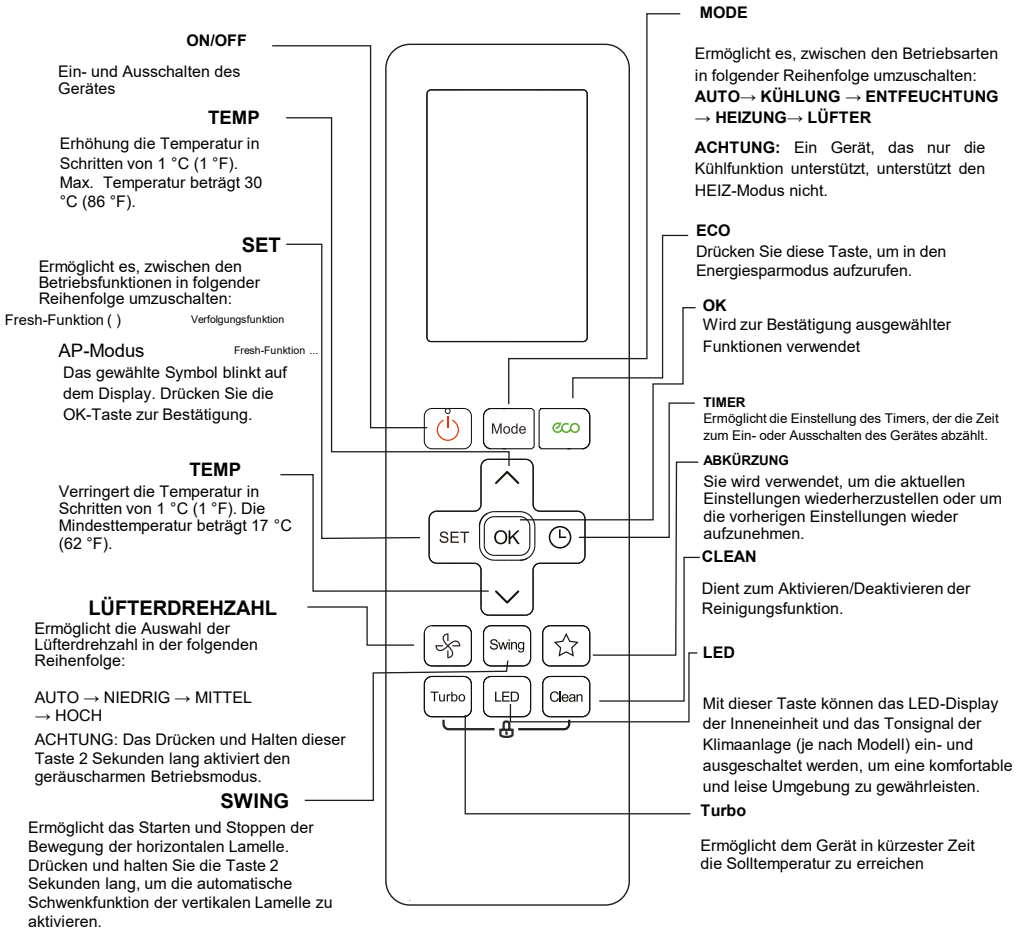 ON/OFF
Ein- und Ausschalten des
Gerätes
TEMP
Erhöhung die Temperatur in
Schritten von 1 °C (1 °F).
Max. Temperatur beträgt 30
°C (86 °F).
SET
Ermöglicht es, zwischen den
Betriebsfunktionen in folgender
Reihenfolge umzuschalten:
Fresh-Funktion ( ) Verfolgungsfunktion
AP-Modus Fresh-Funktion ...
Das gewählte Symbol blinkt auf
dem Display. Drücken Sie die
OK-Taste zur Bestätigung.
TEMP
Verringert die Temperatur in
Schritten von 1 °C (1 °F). Die
Mindesttemperatur beträgt 17 °C
(62 °F).
LÜFTERDREHZAHL
Ermöglicht die Auswahl der
Lüfterdrehzahl in der folgenden
Reihenfolge:
AUTO → NIEDRIG → MITTEL
→ HOCH
ACHTUNG: Das Drücken und Halten dieser
Taste 2 Sekunden lang aktiviert den
geräuscharmen Betriebsmodus.
SWING
Ermöglicht das Starten und Stoppen der
Bewegung der horizontalen Lamelle.
Drücken und halten Sie die Taste 2
Sekunden lang, um die automatische
Schwenkfunktion der vertikalen Lamelle zu
aktivieren.
Mode
eco
SET
OK
Swing
Turbo
LED
Clean
MODE
Ermöglicht es, zwischen den Betriebsarten
in folgender Reihenfolge umzuschalten:
AUTO→ KÜHLUNG → ENTFEUCHTUNG
→ HEIZUNG→ LÜFTER
ACHTUNG: Ein Gerät, das nur die
Kühlfunktion unterstützt, unterstützt den
HEIZ-Modus nicht.
ECO
Drücken Sie diese Taste, um in den
Energiesparmodus aufzurufen.
OK
Wird zur Bestätigung ausgewählter
Funktionen verwendet
TIMER
Ermöglicht die Einstellung des Timers, der die Zeit
zum Ein- oder Ausschalten des Gerätes abzählt.
ABKÜRZUNG
Sie wird verwendet, um die aktuellen
Einstellungen wiederherzustellen oder um
die vorherigen Einstellungen wieder
aufzunehmen.
CLEAN
Dient zum Aktivieren/Deaktivieren der
Reinigungsfunktion.
LED
Mit dieser Taste können das LED-Display
der Inneneinheit und das Tonsignal der
Klimaanlage (je nach Modell) ein- und
ausgeschaltet werden, um eine komfortable
und leise Umgebung zu gewährleisten.
Turbo
Ermöglicht dem Gerät in kürzester Zeit
die Solltemperatur zu erreichen